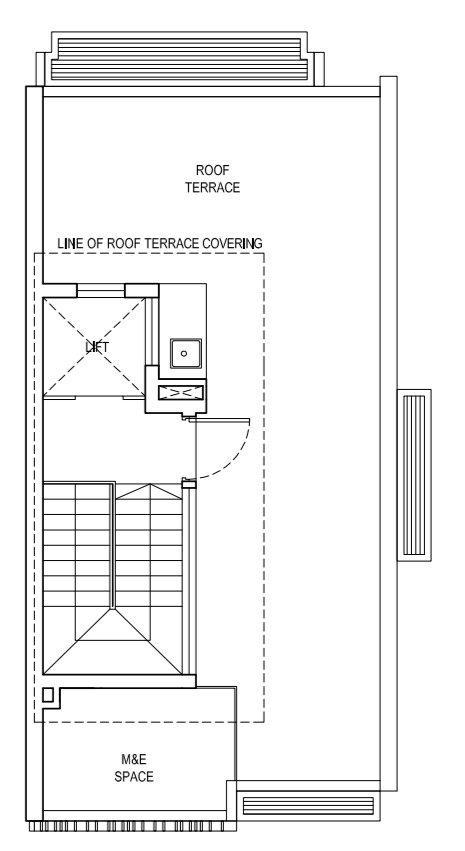 ROOF
TERRACE
LINE OF ROOF TERRACE COVERING
LIFT
M&E
SPACE